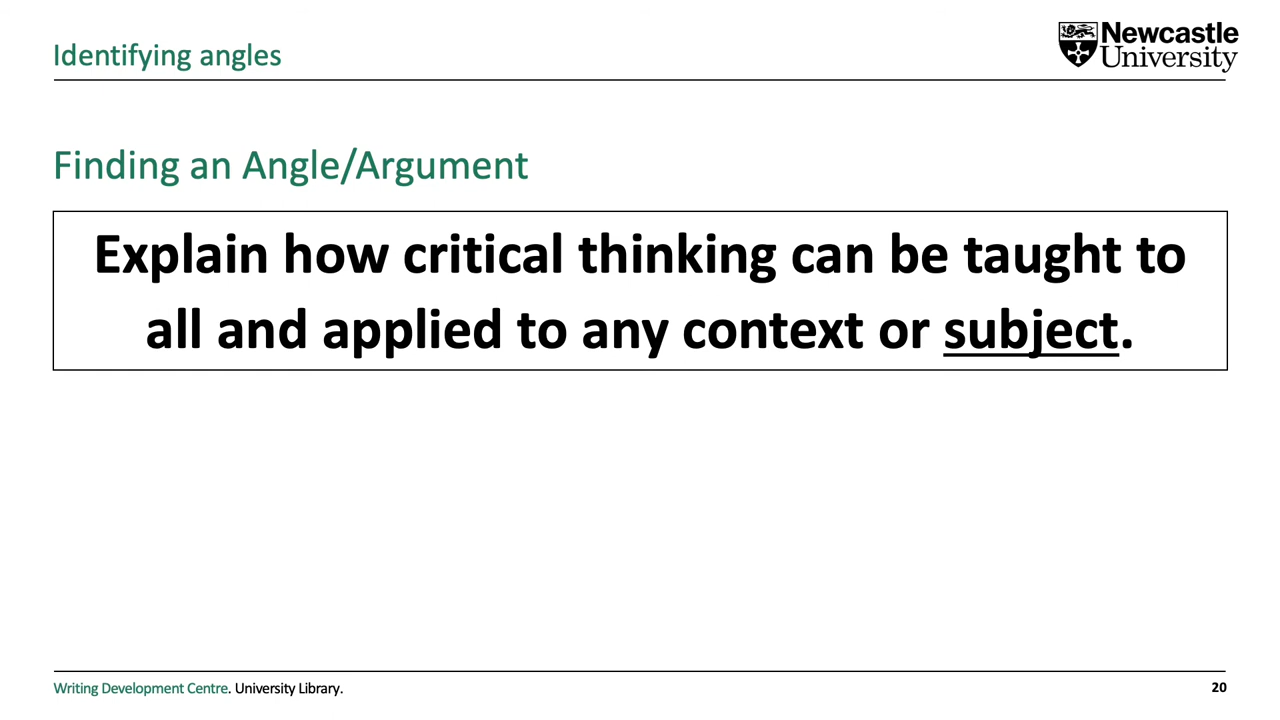 Identifying angles
Newcastle
University
Finding an Angle/Argument
Explain how critical thinking can be taught to
all and applied to any context or subject.
Writing Development Centre. University Library.
20